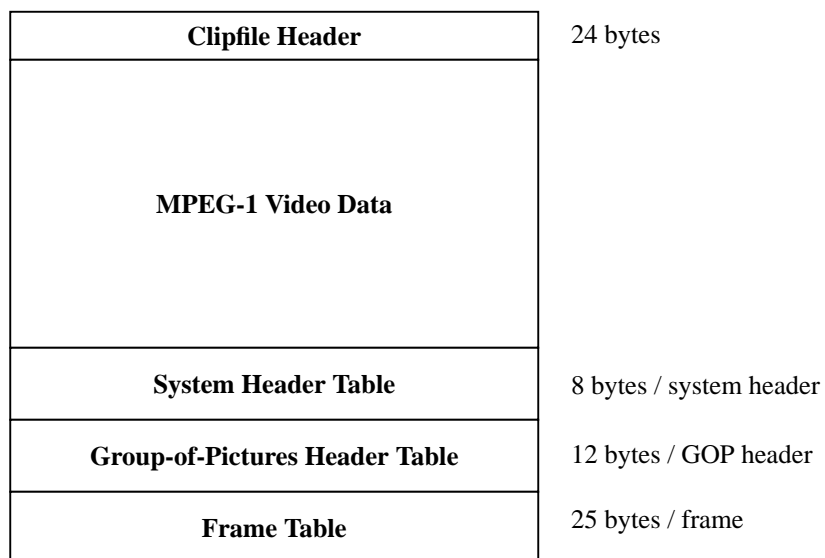 Clipfile Header 24 bytes
MPEG-1 Video Data
System Header Table 8 bytes / system header
Group-of-Pictures Header Table 12 bytes / GOP header
Frame Table 25 bytes / frame